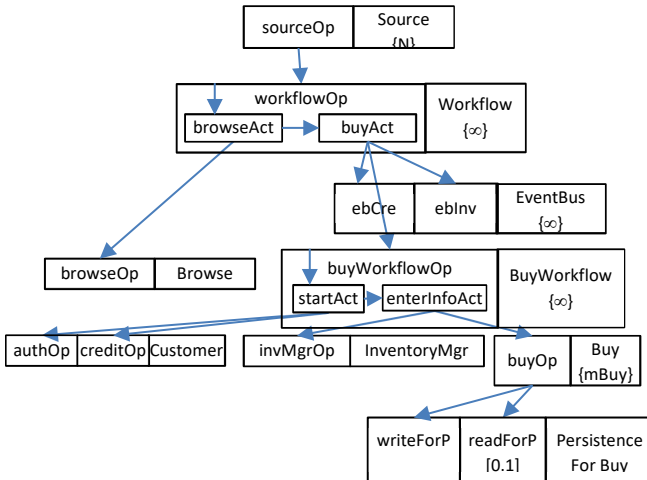 sourceOp Source
{N}
workflowOp Workflow
{∞}
browseAct buyAct
ebCre ebInv EventBus
{∞}
browseOp Browse
buyWorkflowOp BuyWorkflow
{∞}
startAct enterInfoAct
authOp creditOp Customer
invMgrOp InventoryMgr
buyOp Buy
{mBuy}
writeForP readForP Persistence
[0.1] For Buy